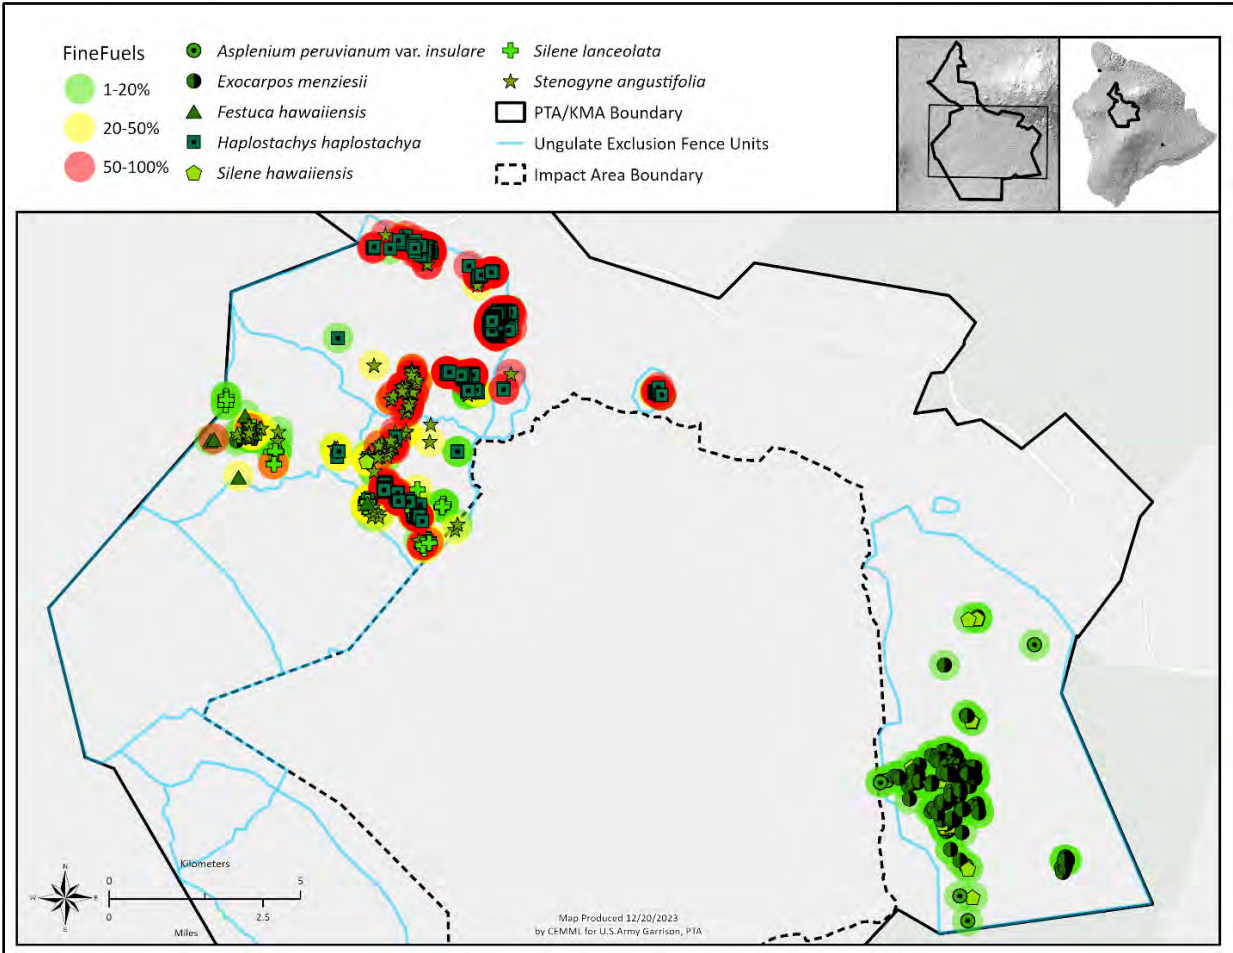 FineFuels
1-20%
20-50%
50-100%
Asplenium peruvianum var. insulare
Exocarpos menziesii
Festuca hawaiiensis
Haplostachys haplostachya
Silene hawaiiensis
Silene lanceolata
Stenogyne angustifolia
PTA/KMA Boundary
Ungulate Exclusion Fence Units
Impact Area Boundary
N
W E
S
Kilometers
0 5
0 2.5
Miles
Map Produced 12/20/2023
by CEMML for U.S.Army Garrison, PTA